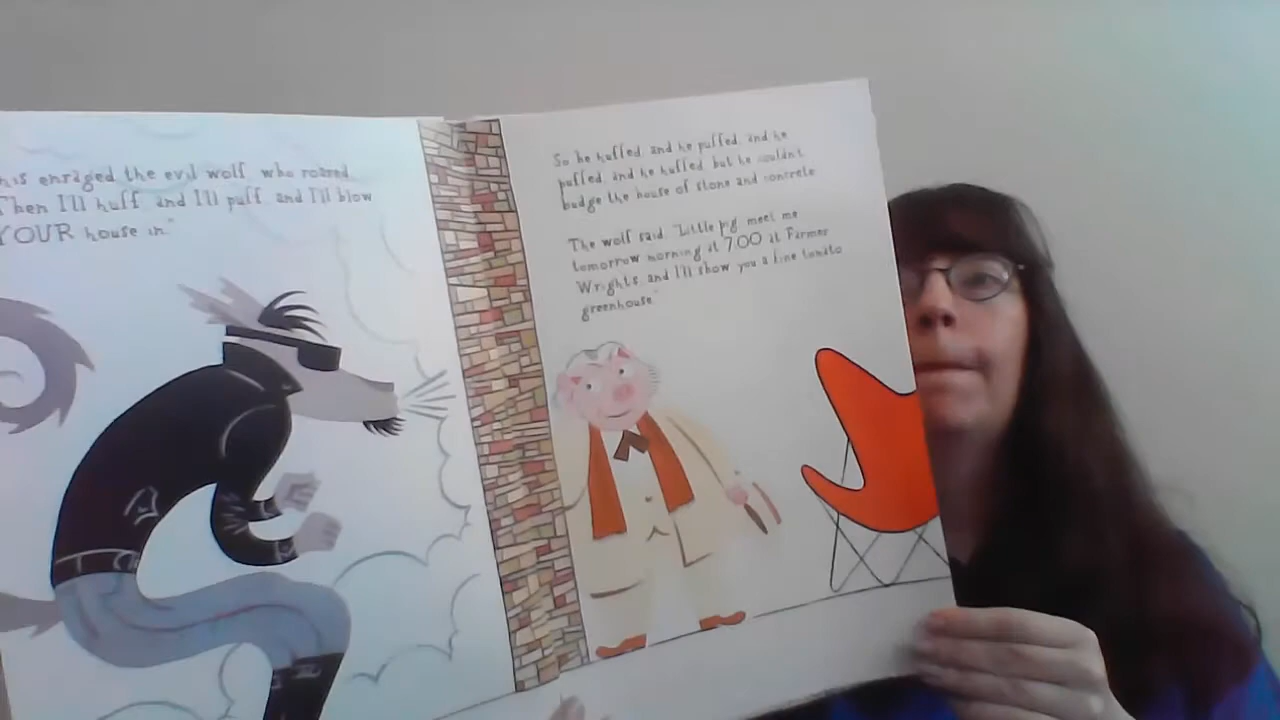 his enraged the evil wolf who roared
Then I'll huff and I'll puff and I'll blow
YOUR house in."
So he huffed, and he puffed, and he
puffed, and he huffed, but he couldn't
budge the house of stone and concrete
The wolf said, "Little pig meet me
tomorrow morning at 7:00 at Farmer
Wright's and I'll show you a fine tomato
greenhouse."